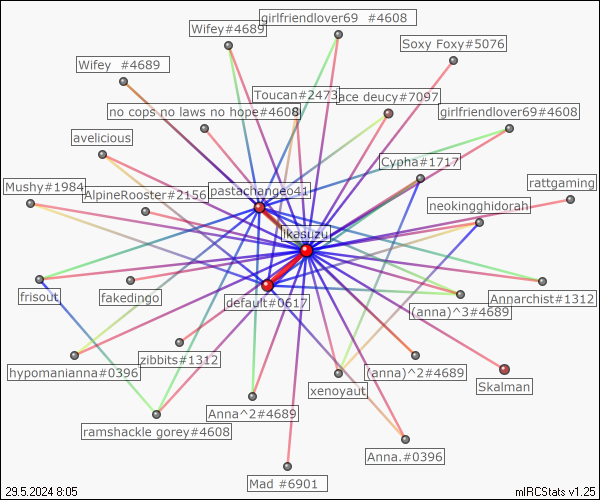 girlfriendlover69 #4608
Wifey#4689
Soxy Foxy#5076
Wifey #4689
Toucan#2473
ace deucy#7097
no cops no laws no hope#4608
girlfriendlover69#4608
avelicious
Cypha#1717
Mushy#1984
AlpineRooster#2156
pastachangeo41
rattgaming
neokingghidorah
ikasuzu
frisout
fakedingo
default#0617
Annarchist#1312
(anna)^3#4689
zibbits#1312
hypomanianna#0396
(anna)^2#4689
xenoyaut
Skalman
Anna^2#4689
ramshackle gorey#4608
Anna.#0396
Mad #6901
29.5.2024 8:05
mIRCStats v1.25